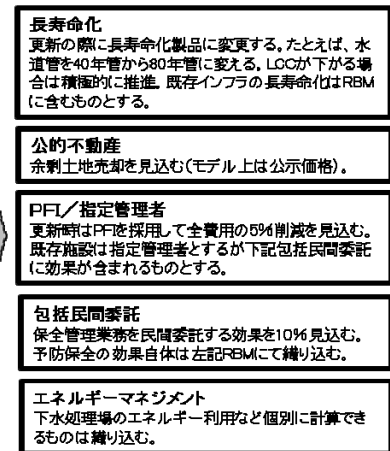 長寿命化
更新の際に長寿命化製品に変更する。たとえば、水
道管を40年管から80年管に変える。LCCが下がる場
合は積極的に推進。既存インフラの長寿命化はRBM
に含むものとする。
公的不動産
余剰土地売却を見込む(モデル上は公示価格)。
PFI／指定管理者
更新時はPFIを採用して全費用の5%削減を見込む。
既存施設は指定管理者とするが下記包括民間委託
に効果が含まれるものとする。
包括民間委託
保全管理業務を民間委託する効果を10%見込む。
予防保全の効果自体は左記RBMにて織り込む。
エネルギーマネジメント
下水処理場のエネルギー利用など個別に計算でき
るものは織り込む。